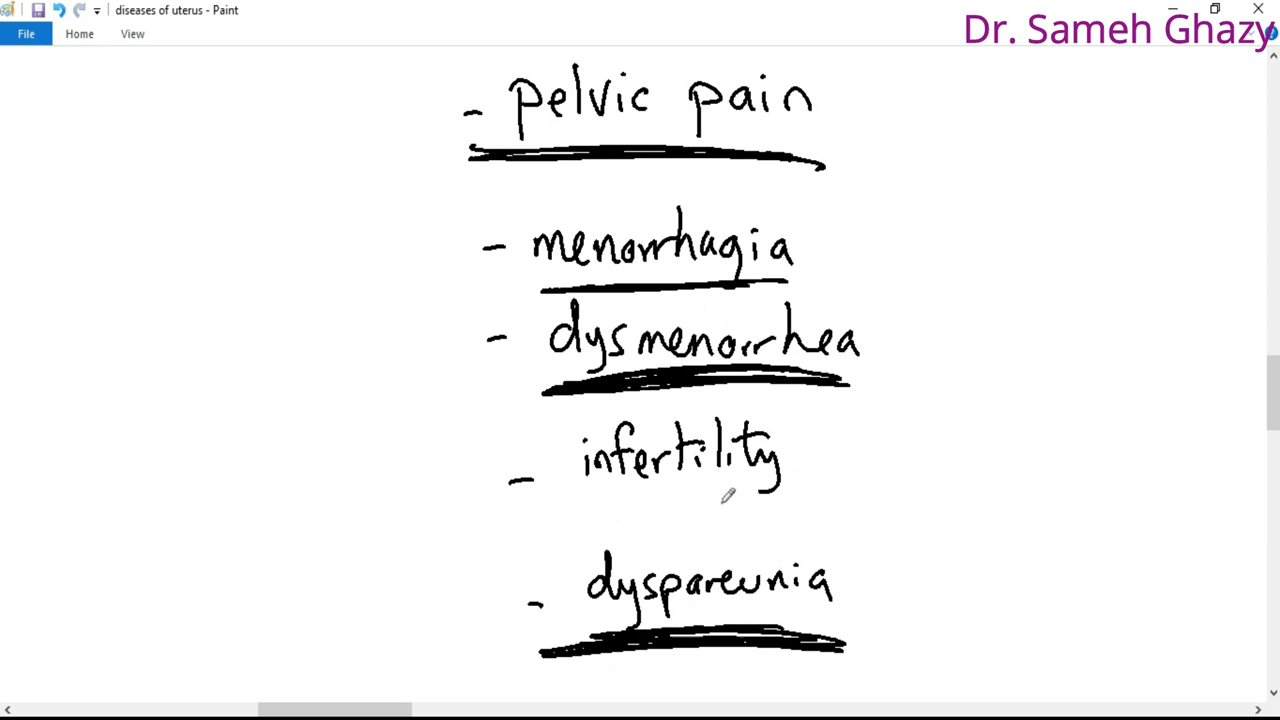 diseases of uterus - Paint
Dr. Sameh Ghazy
File Home View
- pelvic pain
- menorrhagia
- dysmenorrhea
- infertility
- dyspareunia